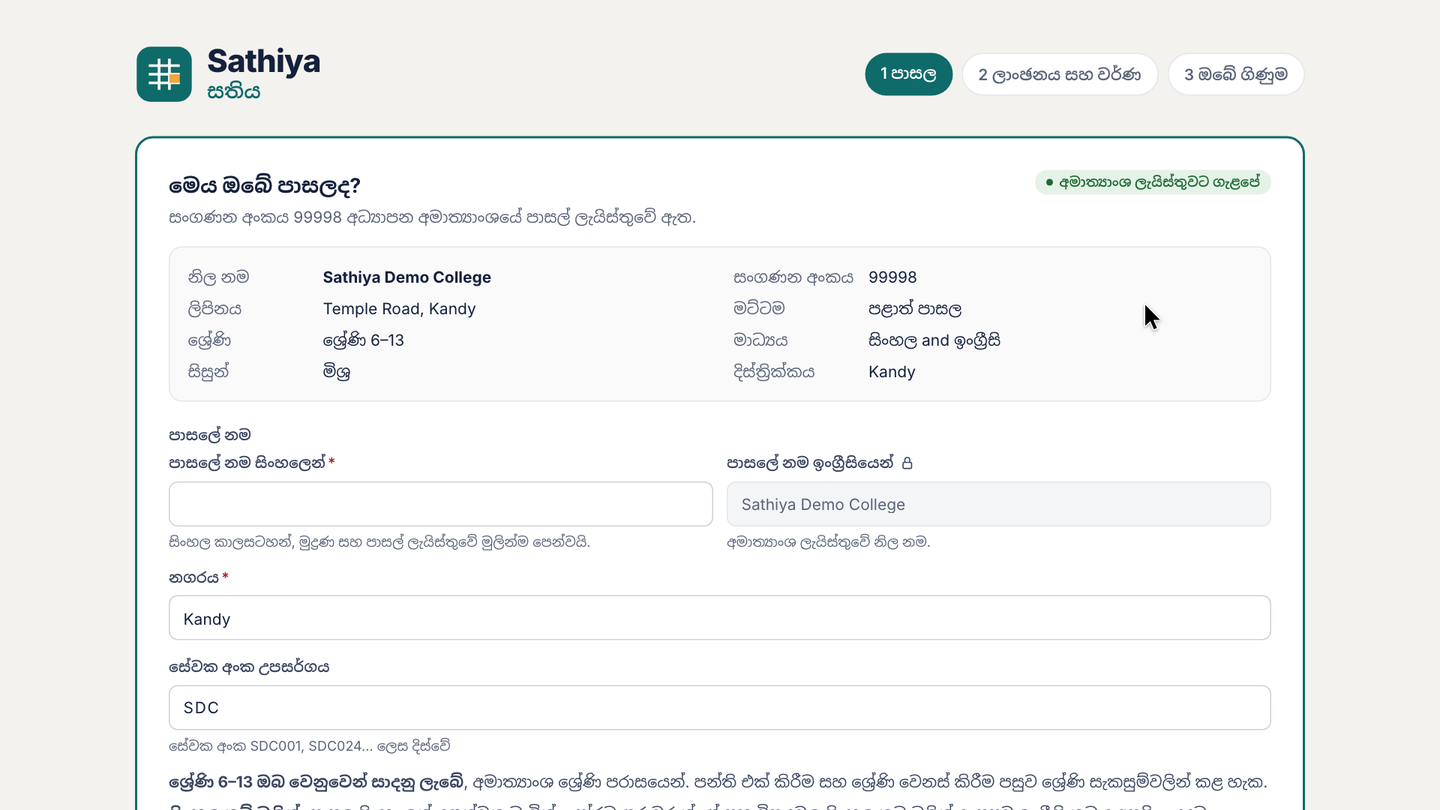 Sathiya
සතිය
1 පාසල
2 ලාංඡනය සහ වර්ණ
3 ඔබේ ගිණුම
මෙය ඔබේ පාසලද?
අමාත්‍යාංශ ලැයිස්තුවට ගැළපේ
සංගණන අංකය 99998 අධ්‍යාපන අමාත්‍යාංශයේ පාසල් ලැයිස්තුවේ ඇත.
නිල නම Sathiya Demo College සංගණන අංකය 99998
ලිපිනය Temple Road, Kandy මට්ටම පළාත් පාසල
ශ්‍රේණි ශ්‍රේණි 6–13 මාධ්‍යය සිංහල and ඉංග්‍රීසි
සිසුන් මිශ්‍ර දිස්ත්‍රික්කය Kandy
පාසලේ නම
පාසලේ නම සිංහලෙන් * පාසලේ නම ඉංග්‍රීසියෙන්
Sathiya Demo College
සිංහල කාලසටහන්, මුද්‍රණ සහ පාසල් ලැයිස්තුවේ මුලින්ම පෙන්වයි. අමාත්‍යාංශ ලැයිස්තුවේ නිල නම.
නගරය *
Kandy
සේවක අංක උපසර්ගය
SDC
සේවක අංක SDC001, SDC024... ලෙස දිස්වේ
ශ්‍රේණි 6–13 ඔබ වෙනුවෙන් සාදනු ලැබේ, අමාත්‍යාංශ ශ්‍රේණි පරාසයෙන්. පන්ති එක් කිරීම සහ ශ්‍රේණි වෙනස් කිරීම පසුව ශ්‍රේණි සැකසුම්වලින් කළ හැක.